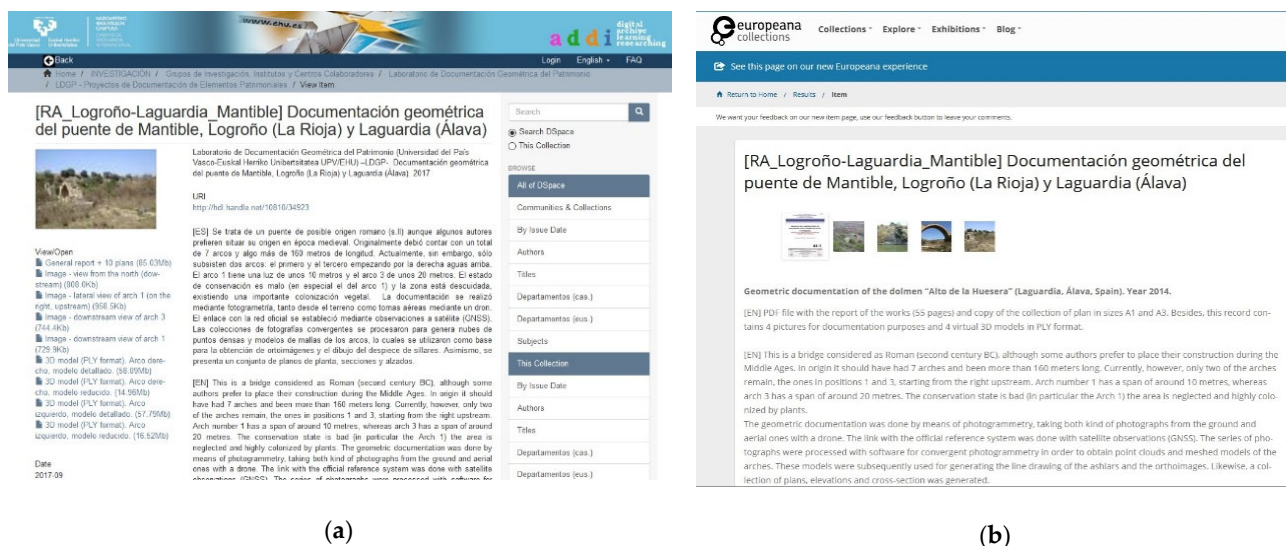 www.ehu.es
addi
digital
archive
learning
researching
Back
Login English FAQ
Home / INVESTIGACIÓN / Grupos de Investigación, Institutos y Centros Colaboradores / Laboratorio de Documentación Geométrica del Patrimonio
/ LDGP - Proyectos de Documentación de Elementos Patrimoniales / View Item
[RA_Logroño-Laguardia_Mantible] Documentación geométrica
del puente de Mantible, Logroño (La Rioja) y Laguardia (Álava)
Laboratorio de Documentación Geométrica del Patrimonio (Universidad del País
Vasco-Euskal Herriko Unibertsitatea UPV/EHU) –LDGP- Documentación geométrica
del puente de Mantible, Logroño (La Rioja) y Laguardia (Álava). 2017
URI
http://hdl.handle.net/10810/34923
[ES] Se trata de un puente de posible origen romano (s.II) aunque algunos autores
prefieren situar su origen en época medieval. Originalmente debió contar con un total
de 7 arcos y algo más de 160 metros de longitud. Actualmente, sin embargo, sólo
subsisten dos arcos: el primero y el tercero empezando por la derecha aguas arriba.
El arco 1 tiene una luz de unos 10 metros y el arco 3 de unos 20 metros. El estado
de conservación es malo (en especial el del arco 1) y la zona está descuidada,
existiendo una importante colonización vegetal. La documentación se realizó
mediante fotogrametría, tanto desde el terreno como tomas aéreas mediante un dron.
El enlace con la red oficial se estableció mediante observaciones a satélite (GNSS).
Las colecciones de fotografías convergentes se procesaron para generar nubes de
puntos densas y modelos de mallas de los arcos, lo cuales se utilizaron como base
para la obtención de ortoimágenes y el dibujo del despiece de sillares. Asimismo, se
presenta un conjunto de planos de planta, secciones y alzados.
[EN] This is a bridge considered as Roman (second century BC), although some
authors prefer to place their construction during the Middle Ages. In origin it should
have had 7 arches and been more than 160 meters long. Currently, however, only two
of the arches remain, the ones in positions 1 and 3, starting from the right upstream.
Arch number 1 has a span of around 10 metres, whereas arch 3 has a span of around
20 metres. The conservation state is bad (in particular the Arch 1) the area is
neglected and highly colonized by plants. The geometric documentation was done by
means of photogrammetry, taking both kind of photographs from the ground and aerial
ones with a drone. The link with the official reference system was done with satellite
observations (GNSS). The series of photographs were processed with software for
View/Open
General report + 10 plans (65.03Mb)
Image - view from the north (dow-
stream) (808.0Kb)
Image - lateral view of arch 1 (on the
right, upstream) (958.5Kb)
Image - downstream view of arch 3
(744.4Kb)
Image - downstream view of arch 1
(729.9Kb)
3D model (PLY format). Arco dere-
cho, modelo detallado. (58.09Mb)
3D model (PLY format). Arco dere-
cho, modelo reducido. (14.96Mb)
3D model (PLY format). Arco
izquierdo, modelo detallado. (57.79Mb)
3D model (PLY format). Arco
izquierdo, modelo reducido. (16.52Mb)
Date
2017-09
Search
Search DSpace
This Collection
BROWSE
All of DSpace
Communities & Collections
By Issue Date
Authors
Titles
Departamentos (cas.)
Departamentos (eus.)
Subjects
This Collection
By Issue Date
Authors
Titles
Departamentos (cas.)
Departamentos (eus.)
(a)
europeana
collections
Collections Explore Exhibitions Blog
See this page on our new Europeana experience
Return to Home / Results / Item
We want your feedback on our new item page, use our feedback button to leave your comments.
[RA_Logroño-Laguardia_Mantible] Documentación geométrica del
puente de Mantible, Logroño (La Rioja) y Laguardia (Álava)
Geometric documentation of the dolmen “Alto de la Huesera” (Laguardia, Álava, Spain). Year 2014.
[EN] PDF file with the report of the works (55 pages) and copy of the collection of plan in sizes A1 and A3. Besides, this record con-
tains 4 pictures for documentation purposes and 4 virtual 3D models in PLY format.
[EN] This is a bridge considered as Roman (second century BC), although some authors prefer to place their construction during the
Middle Ages. In origin it should have had 7 arches and been more than 160 meters long. Currently, however, only two of the arches
remain, the ones in positions 1 and 3, starting from the right upstream. Arch number 1 has a span of around 10 metres, whereas
arch 3 has a span of around 20 metres. The conservation state is bad (in particular the Arch 1) the area is neglected and highly colo-
nized by plants.
The geometric documentation was done by means of photogrammetry, taking both kind of photographs from the ground and
aerial ones with a drone. The link with the official reference system was done with satellite observations (GNSS). The series of pho-
tographs were processed with software for convergent photogrammetry in order to obtain point clouds and meshed models of the
arches. These models were subsequently used for generating the line drawing of the ashlars and the orthoimages. Likewise, a col-
lection of plans, elevations and cross-section was generated.
(b)